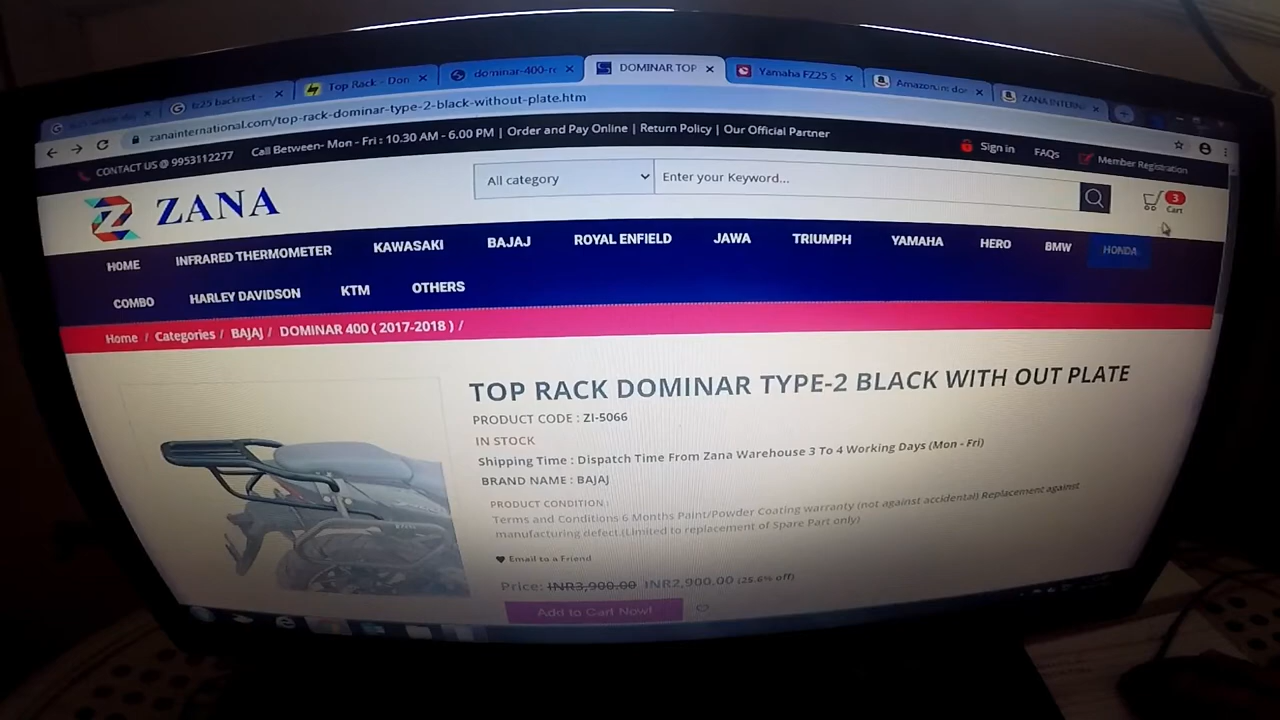 fz25 backrest -
Top Rack - Don
dominar-400-re
DOMINAR TOP
Yamaha FZ25 S
Amazon.in: dor
ZANA INTERN
zanainternational.com/top-rack-dominar-type-2-black-without-plate.htm
CONTACT US @ 9953112277 Call Between- Mon - Fri : 10.30 AM - 6.00 PM | Order and Pay Online | Return Policy | Our Official Partner
Sign in FAQs Member Registration
ZANA
All category Enter your Keyword...
3
Cart
HOME INFRARED THERMOMETER KAWASAKI BAJAJ ROYAL ENFIELD JAWA TRIUMPH YAMAHA HERO BMW HONDA
COMBO HARLEY DAVIDSON KTM OTHERS
Home / Categories / BAJAJ / DOMINAR 400 ( 2017-2018 ) /
TOP RACK DOMINAR TYPE-2 BLACK WITH OUT PLATE
PRODUCT CODE : ZI-5066
IN STOCK
Shipping Time : Dispatch Time From Zana Warehouse 3 To 4 Working Days (Mon - Fri)
BRAND NAME : BAJAJ
PRODUCT CONDITION :
Terms and Conditions 6 Months Paint/Powder Coating warranty (not against accidental) Replacement against
manufacturing defect.(Limited to replacement of Spare Part only)
Email to a Friend
Price: INR3,900.00 INR2,900.00 (25.6% off)
Add to Cart Now!